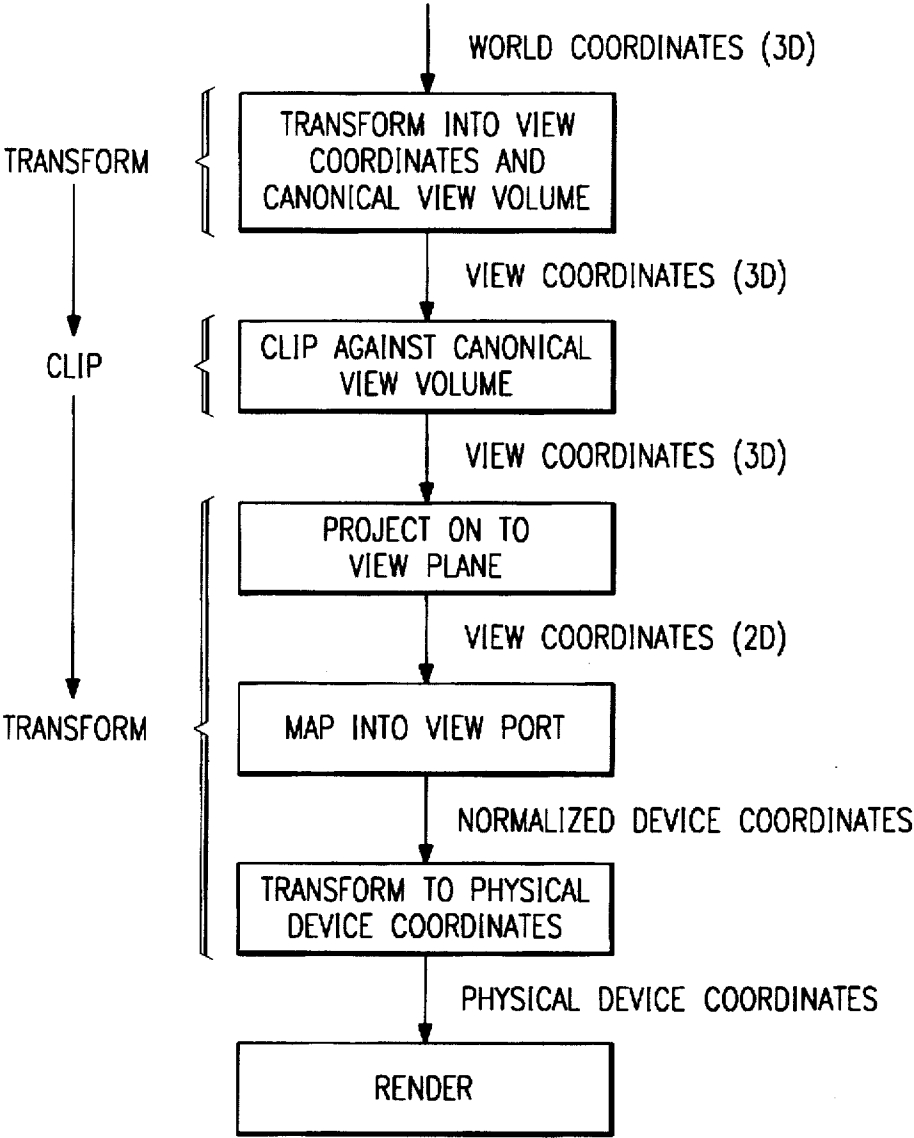 WORLD COORDINATES (3D)
TRANSFORM
TRANSFORM INTO VIEW
COORDINATES AND
CANONICAL VIEW VOLUME
VIEW COORDINATES (3D)
CLIP
CLIP AGAINST CANONICAL
VIEW VOLUME
VIEW COORDINATES (3D)
PROJECT ON TO
VIEW PLANE
VIEW COORDINATES (2D)
TRANSFORM
MAP INTO VIEW PORT
NORMALIZED DEVICE COORDINATES
TRANSFORM TO PHYSICAL
DEVICE COORDINATES
PHYSICAL DEVICE COORDINATES
RENDER